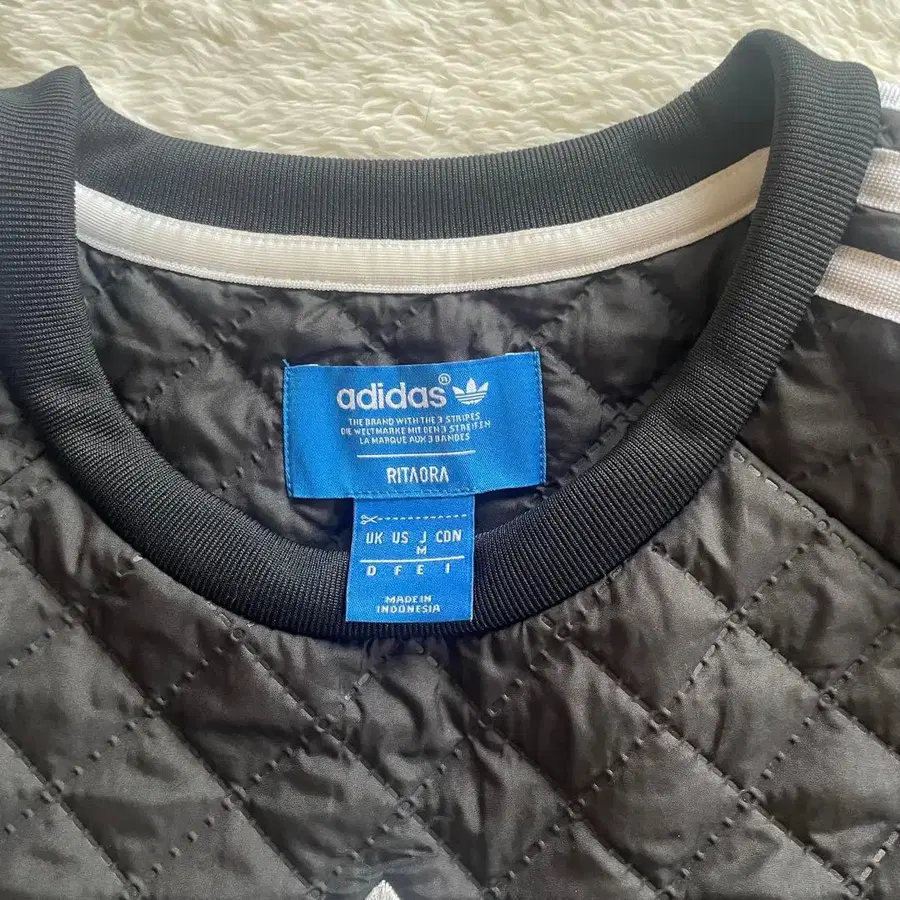 adidas
THE BRAND WITH THE 3 STRIPES
DIE WELTMARKE MIT DEN 3 STREIFEN
LA MARQUE AUX 3 BANDES
RITAORA
UK US J CDN
M
D F E I
MADE IN
INDONESIA